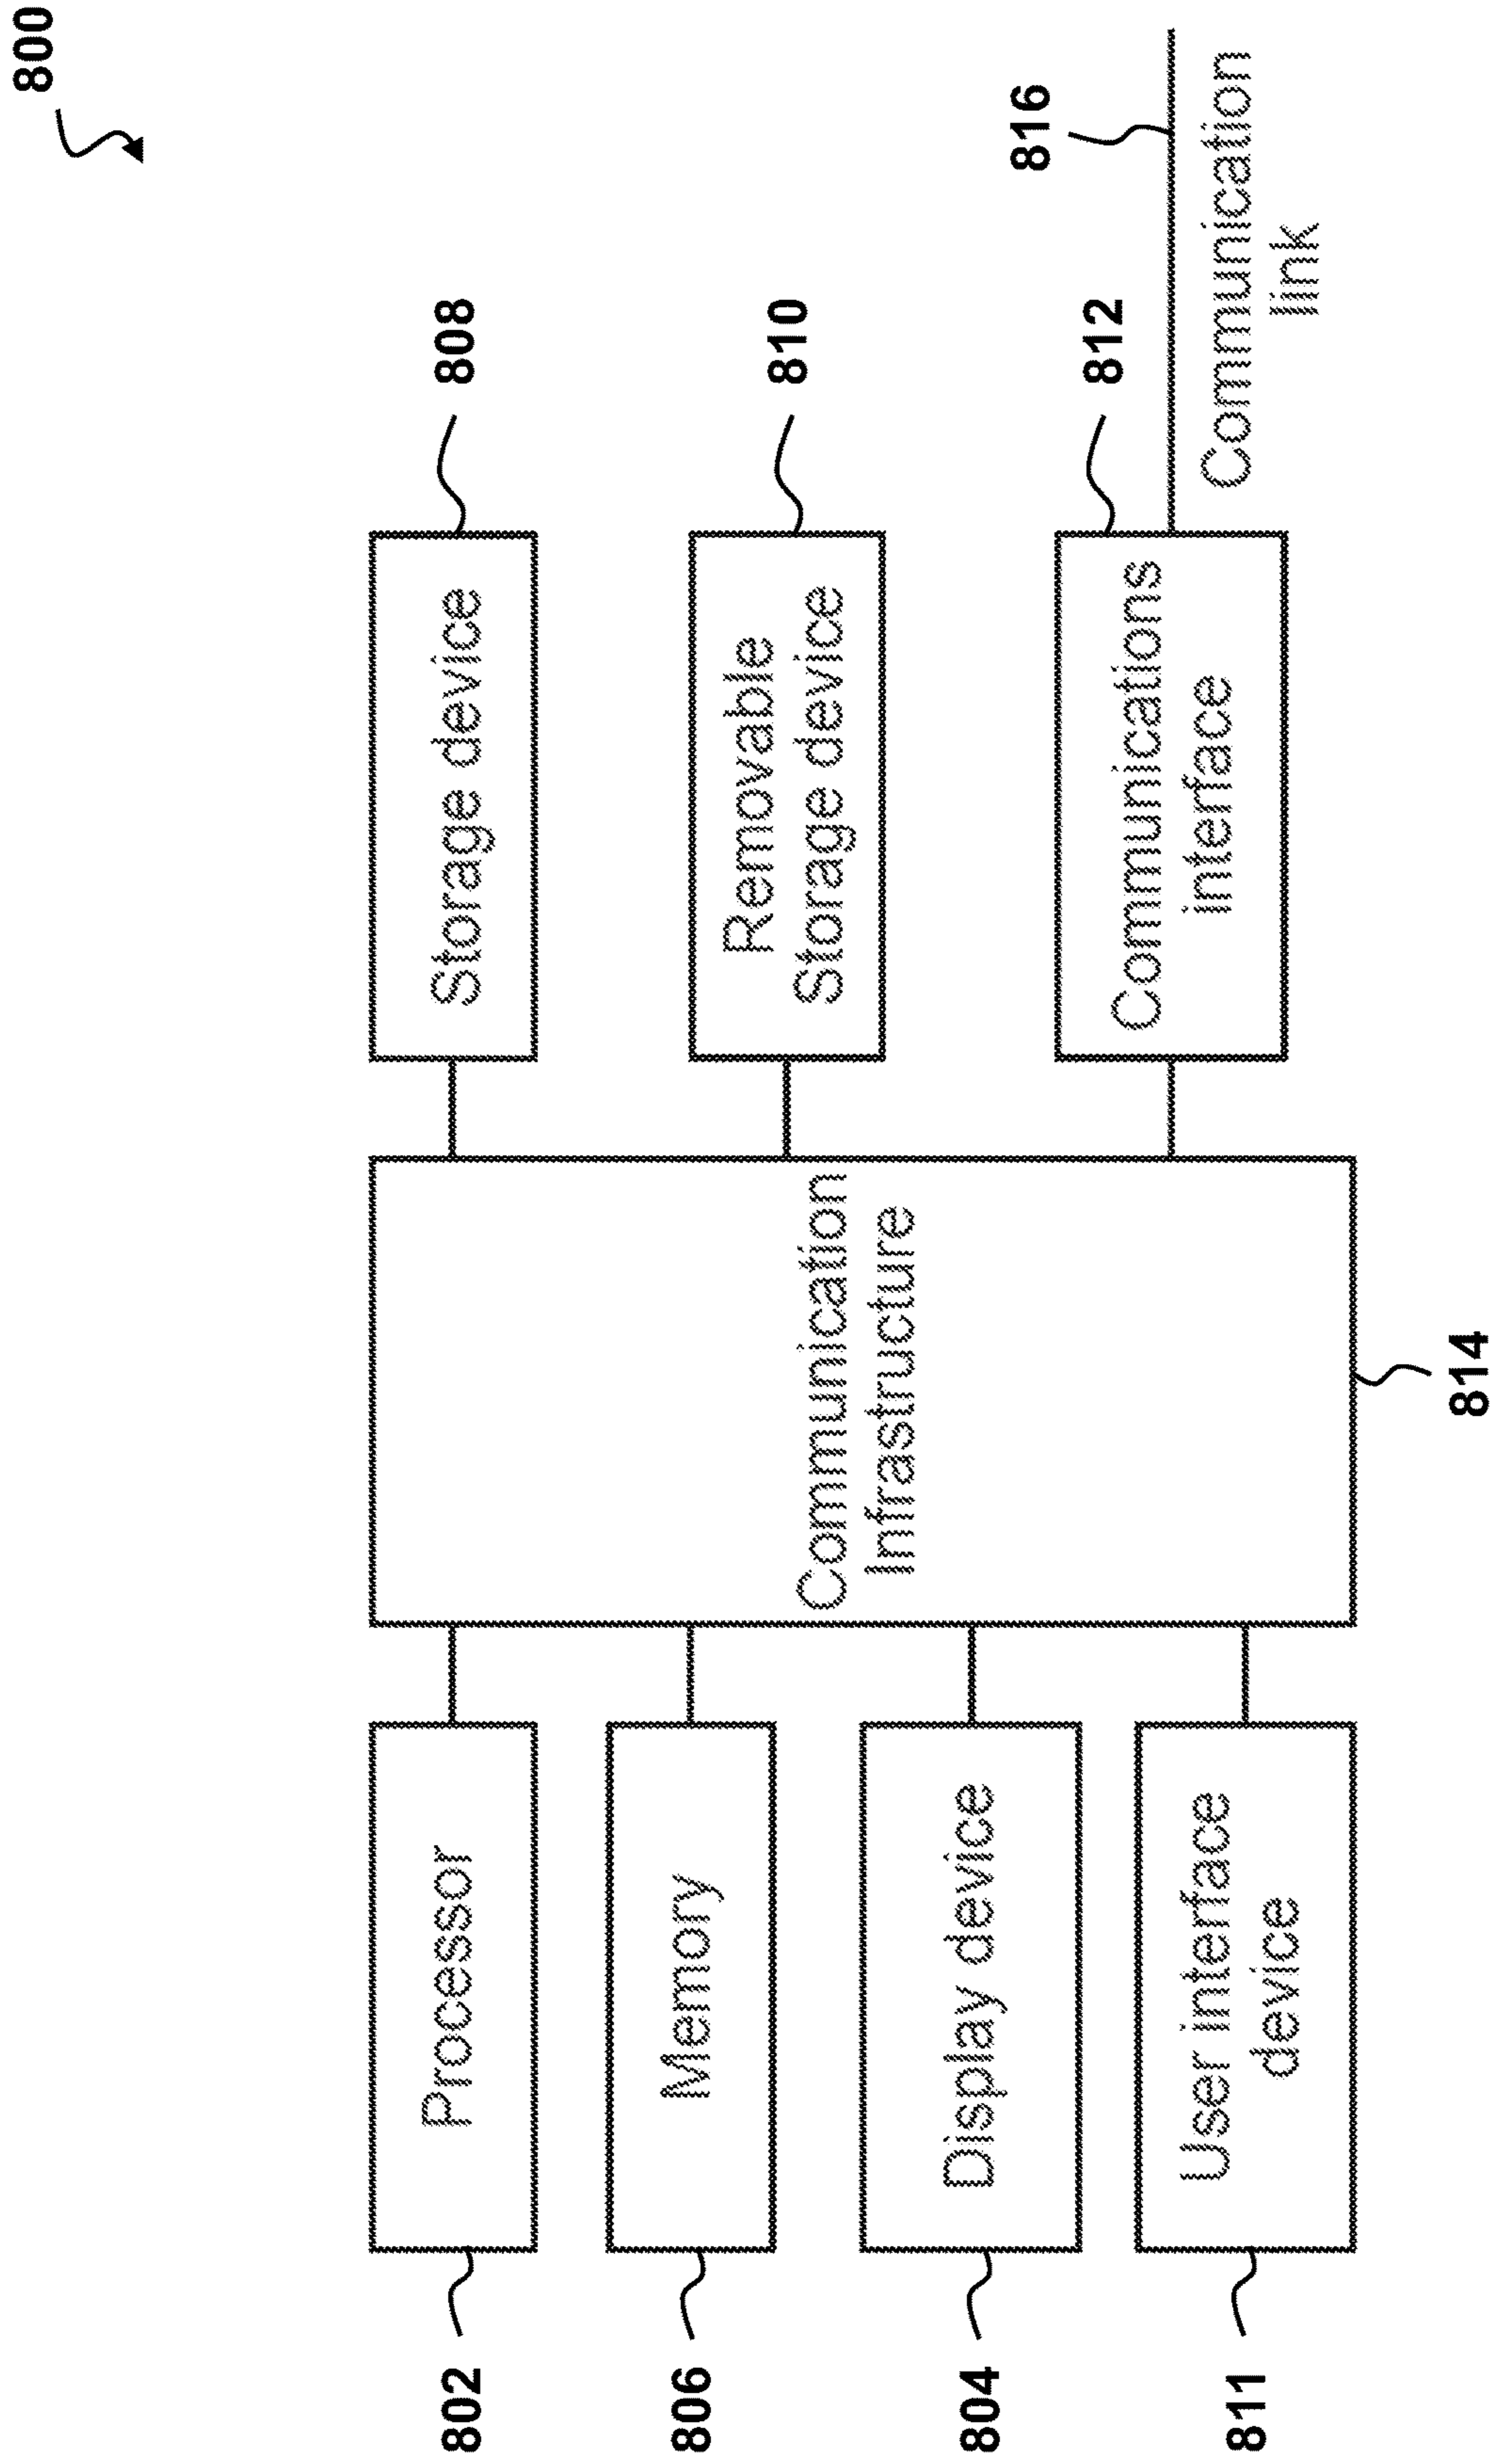 800
802
Processor
806
Memory
804
Display device
811
User interface
device
Communication
Infrastructure
814
Storage device
808
Removable
Storage device
810
Communications
interface
812
816
Communication
link